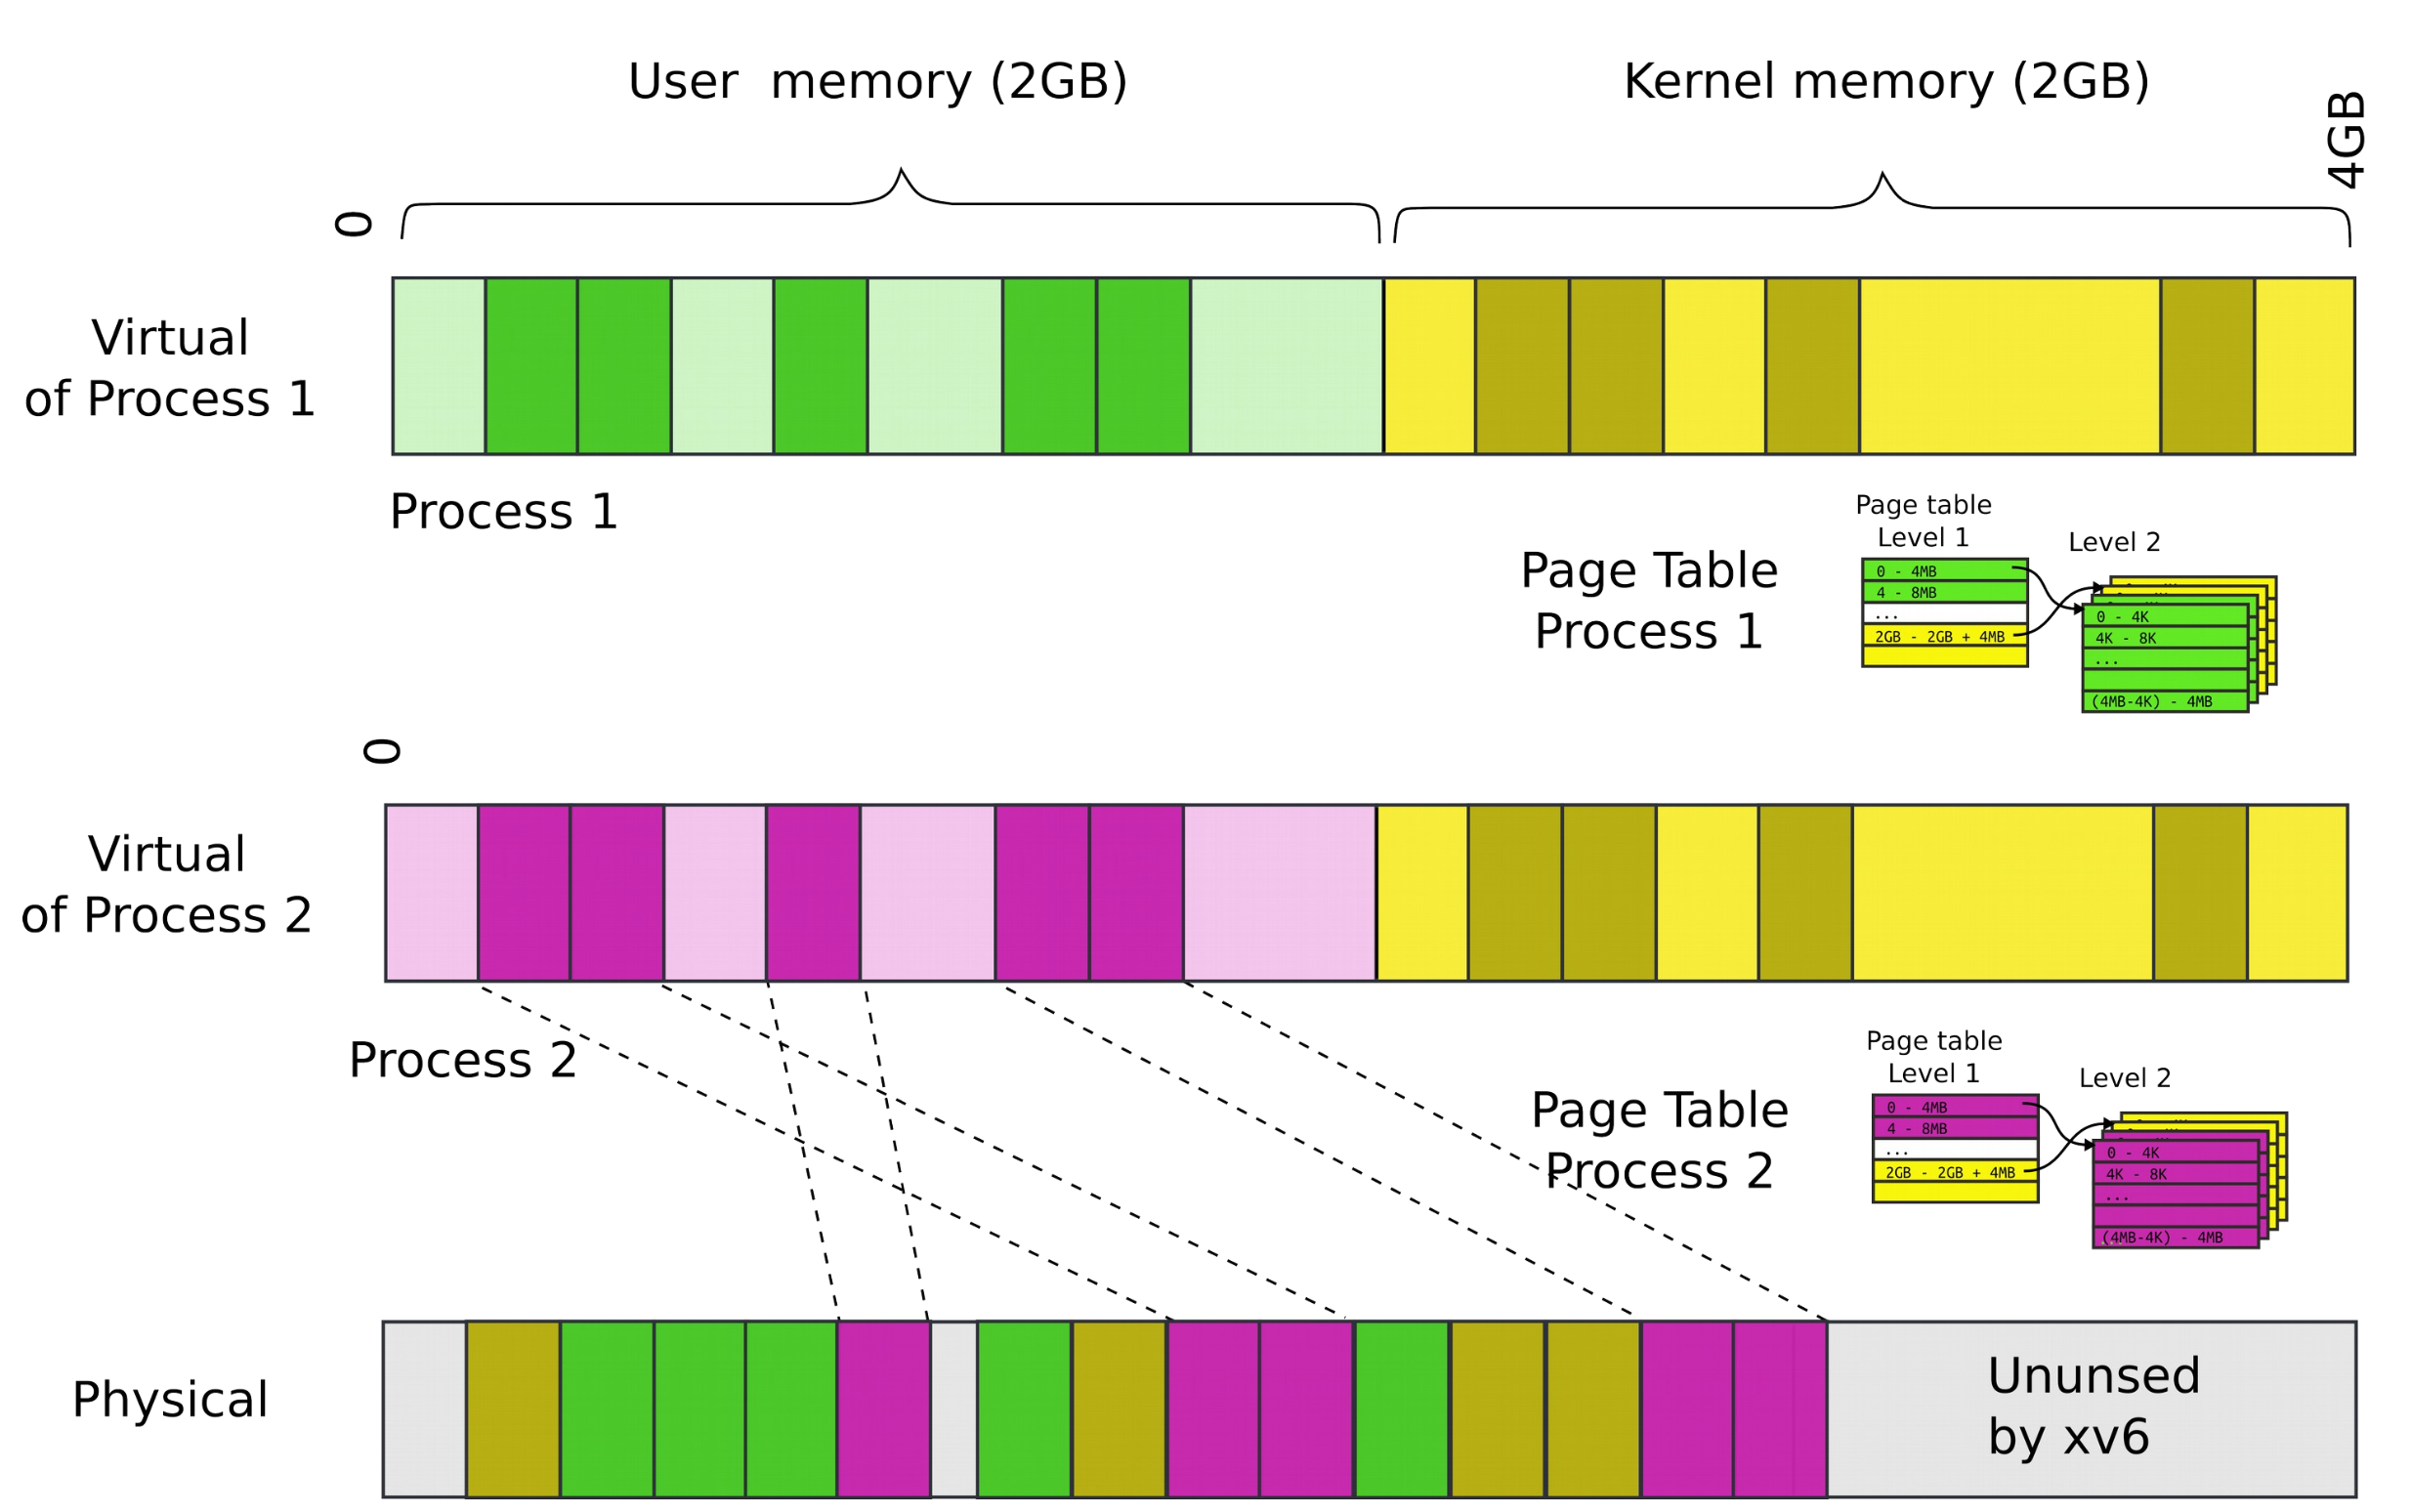 User memory (2GB)
Kernel memory (2GB)
4GB
0
Virtual
of Process 1
Process 1
Page Table
Process 1
Page table
Level 1
Level 2
0 - 4MB
4 - 8MB
...
2GB - 2GB + 4MB
0 - 4K
4K - 8K
...
(4MB-4K) - 4MB
0
Virtual
of Process 2
Process 2
Page Table
Process 2
Page table
Level 1
Level 2
0 - 4MB
4 - 8MB
...
2GB - 2GB + 4MB
0 - 4K
4K - 8K
...
(4MB-4K) - 4MB
Physical
Ununsed
by xv6